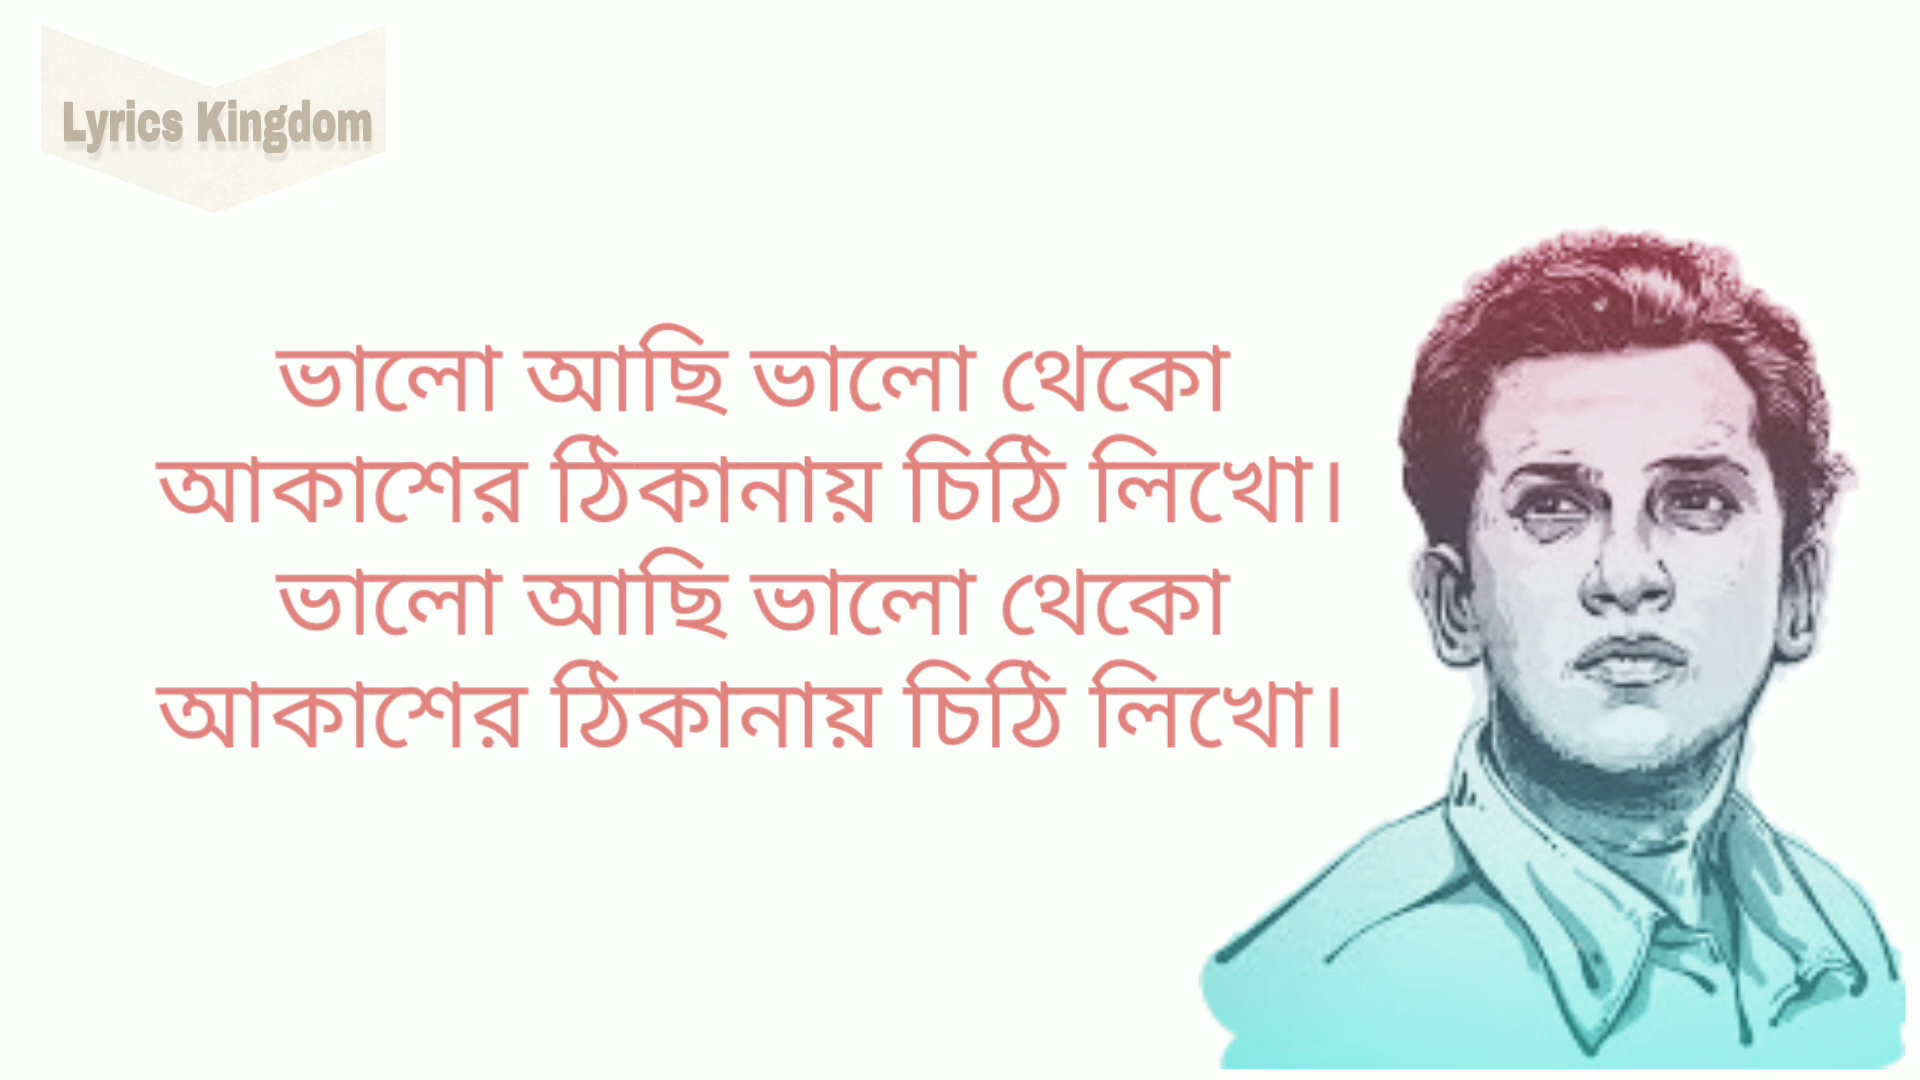 Lyrics Kingdom
ভালো আছি ভালো থেকো
আকাশের ঠিকানায় চিঠি লিখো।
ভালো আছি ভালো থেকো
আকাশের ঠিকানায় চিঠি লিখো।